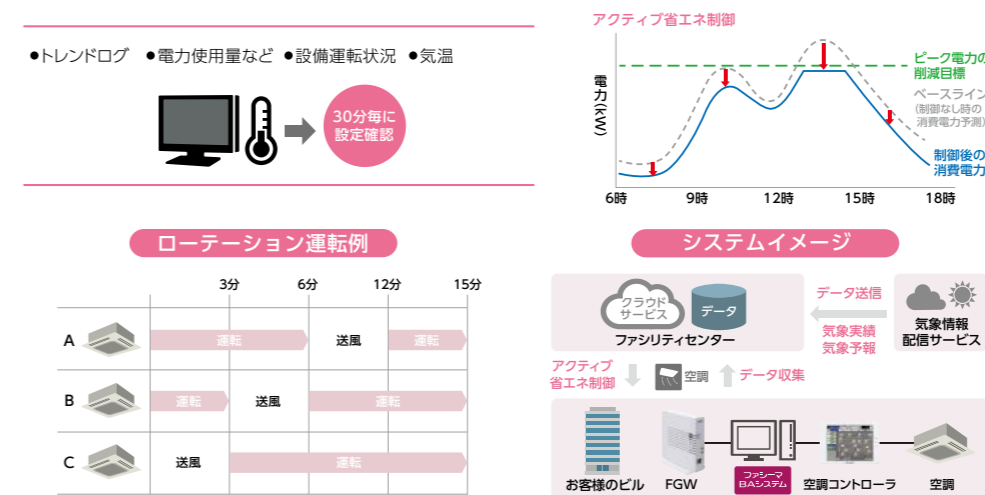 ●トレンドログ ●電力使用量など ●設備運転状況 ●気温
30分毎に
設定確認
アクティブ省エネ制御
電力(kW)
ピーク電力の
削減目標
ベースライン
(制御なし時の
消費電力予測)
制御後の
消費電力
6時 9時 12時 15時 18時
ローテーション運転例
3分 6分 12分 15分
A 運転 送風 運転
B 運転 送風 運転
C 送風 運転
システムイメージ
クラウド
サービス
データ
ファシリティセンター
データ送信
気象実績
気象予報
気象情報
配信サービス
アクティブ
省エネ制御
空調
データ収集
お客様のビル
FGW
ファシーマ
BAシステム
空調コントローラ
空調